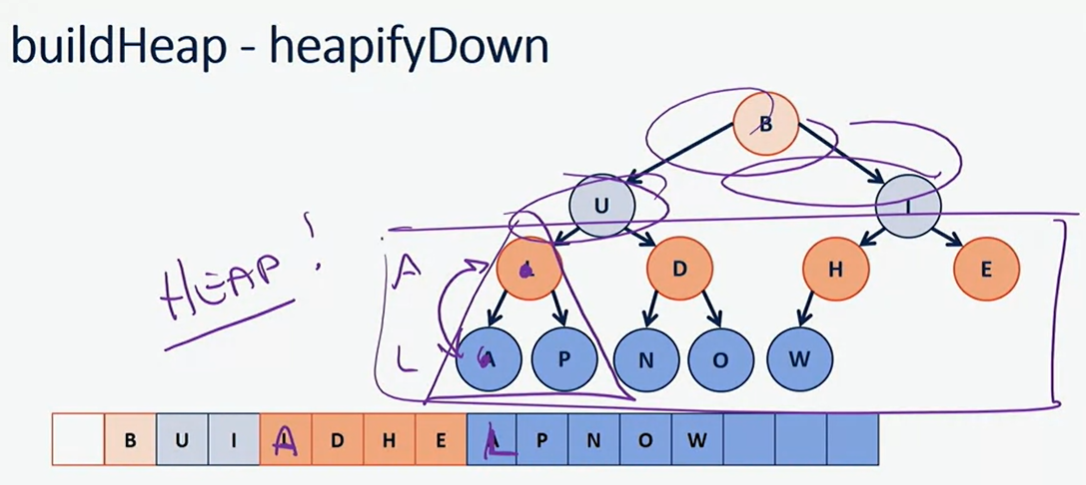 buildHeap - heapifyDown
B
U I
HEAP!
A D H E
L P N O W
B U I A D H E L P N O W